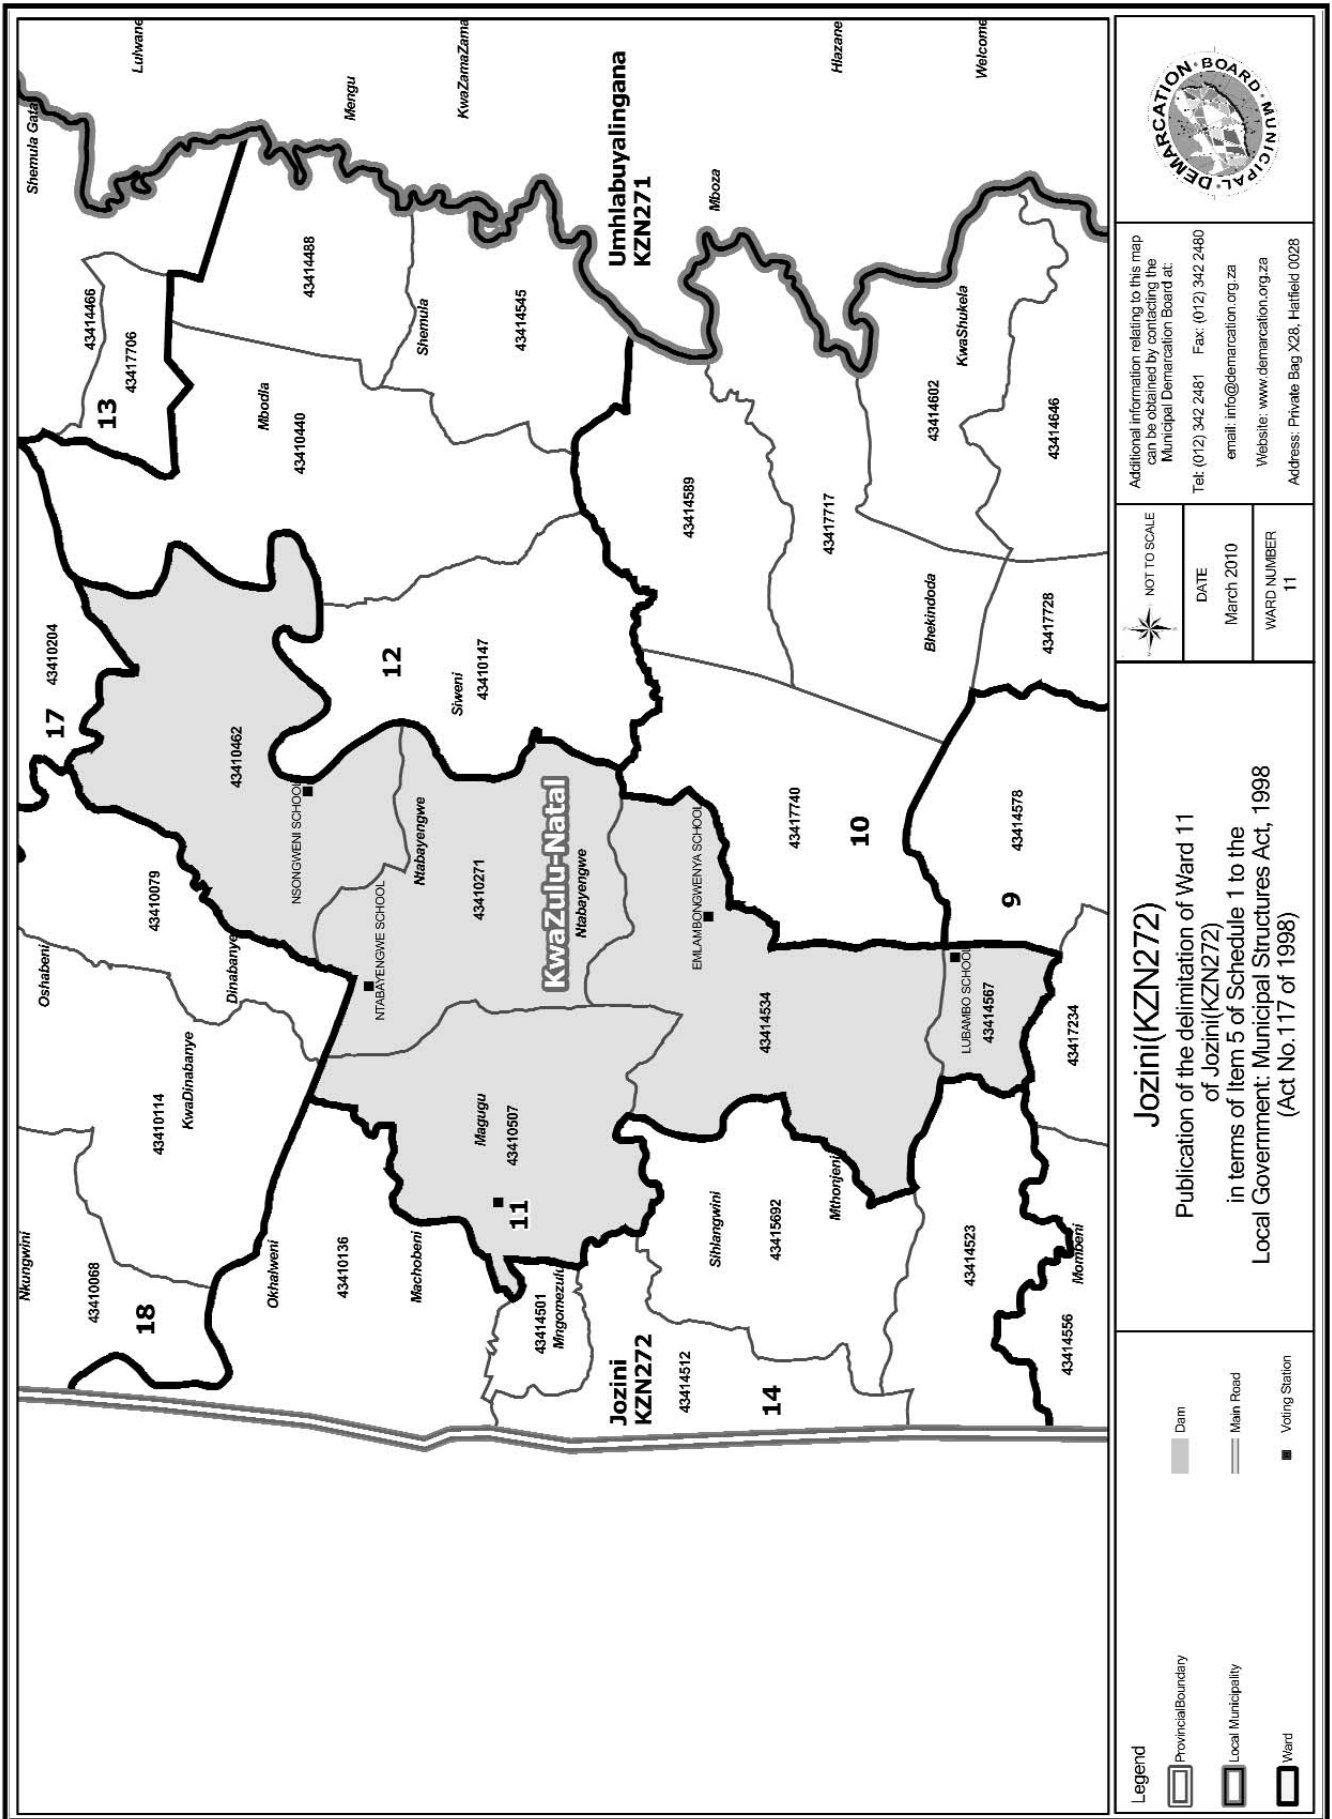 Shemula Gata
Lulwane
Mengu
KwaZamaZama
Umhlabuyalingana
KZN271
Mboza
Hlazane
Welcome
43414466
43417706
13
43414488
Shemula
43414545
Mbodla
43410440
KwaShukela
43414602
43414646
43414589
43417717
Bhekindoda
43417728
17
43410204
12
Siweni
43410147
43410462
NSONGWENI SCHOOL
Ntabayengwe
43410271
KwaZulu-Natal
Ntabayengwe
NTABAYENGWE SCHOOL
EMLAMBONGWENYA SCHOOL
43417740
10
43414578
9
43410079
Oshabeni
Dinabanye
43414534
LUBAMBO SCHOOL
43414567
43417234
43410114
KwaDinabanye
Magugu
43410507
11
Nkungwini
43410068
18
Okhalweni
43410136
Machobeni
43414501
Mngomezulu
Sihlangwini
43415692
Mthonjeni
43414523
Mombeni
43414556
Jozini
KZN272
43414512
14
Legend
ProvincialBoundary
Local Municipality
Ward
Dam
Main Road
Voting Station
Jozini(KZN272)
Publication of the delimitation of Ward 11
of Jozini(KZN272)
in terms of Item 5 of Schedule 1 to the
Local Government: Municipal Structures Act, 1998
(Act No.117 of 1998)
NOT TO SCALE
DATE
March 2010
WARD NUMBER
11
Additional information relating to this map
can be obtained by contacting the
Municipal Demarcation Board at:
Tel: (012) 342 2481 Fax: (012) 342 2480
email: info@demarcation.org.za
Website: www.demarcation.org.za
Address: Private Bag X28, Hatfield 0028
MUNICIPAL • DEMARCATION • BOARD •